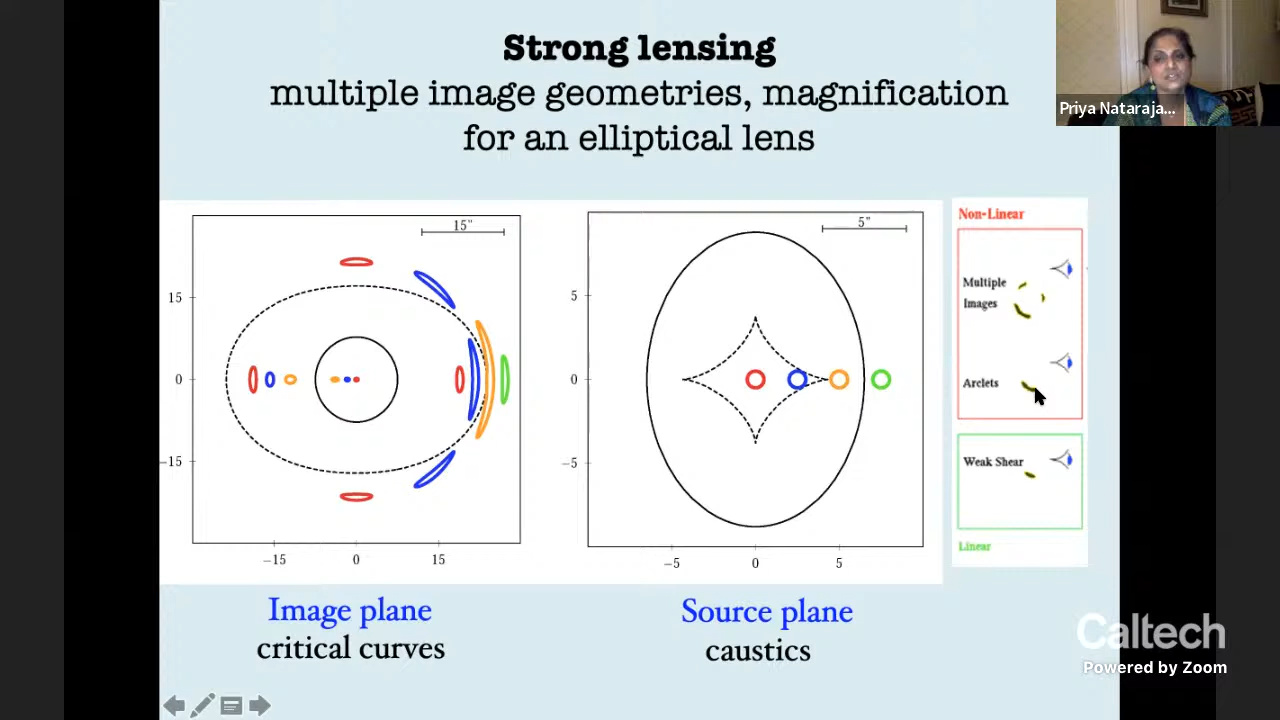 Strong lensing
multiple image geometries, magnification
for an elliptical lens
Priya Nataraja...
15"
15
0
−15
−15
0
15
Image plane
critical curves
5"
5
0
−5
−5
0
5
Source plane
caustics
Non-Linear
Multiple
Images
Arclets
Weak Shear
Linear
Caltech
Powered by Zoom